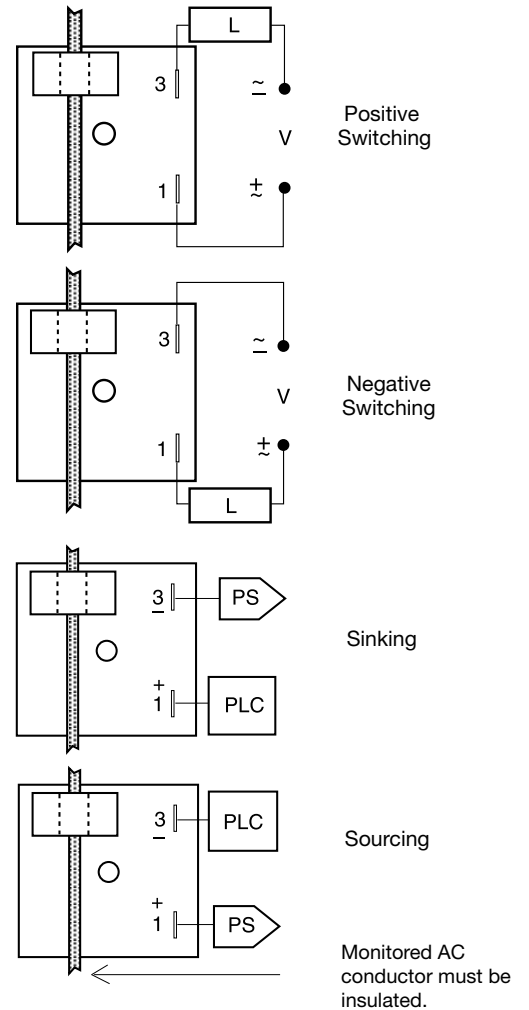 L
3
~
–
V
Positive
Switching
1
+
–
~
3
~
–
V
Negative
Switching
1
+
–
~
L
3
–
PS
Sinking
+
1
PLC
3
–
PLC
Sourcing
+
1
PS
Monitored AC
conductor must be
insulated.